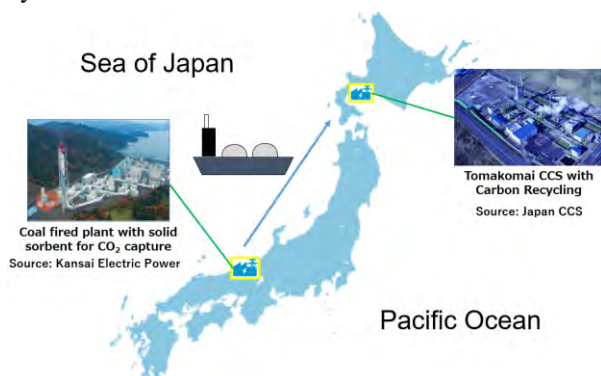 Sea of Japan
Coal fired plant with solid
sorbent for CO₂ capture
Source: Kansai Electric Power
Tomakomai CCS with
Carbon Recycling
Source: Japan CCS
Pacific Ocean